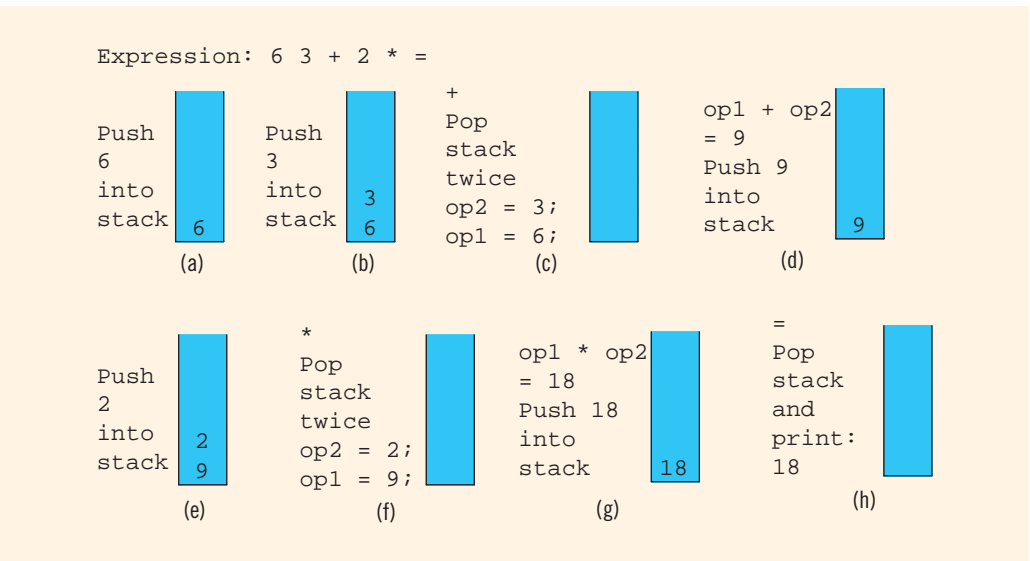 Expression: 6 3 + 2 * =
Push
6
into
stack
6
(a)
Push
3
into
stack
3
6
(b)
+
Pop
stack
twice
op2 = 3;
op1 = 6;
(c)
op1 + op2
= 9
Push 9
into
stack
9
(d)
Push
2
into
stack
2
9
(e)
*
Pop
stack
twice
op2 = 2;
op1 = 9;
(f)
op1 * op2
= 18
Push 18
into
stack
18
(g)
=
Pop
stack
and
print:
18
(h)